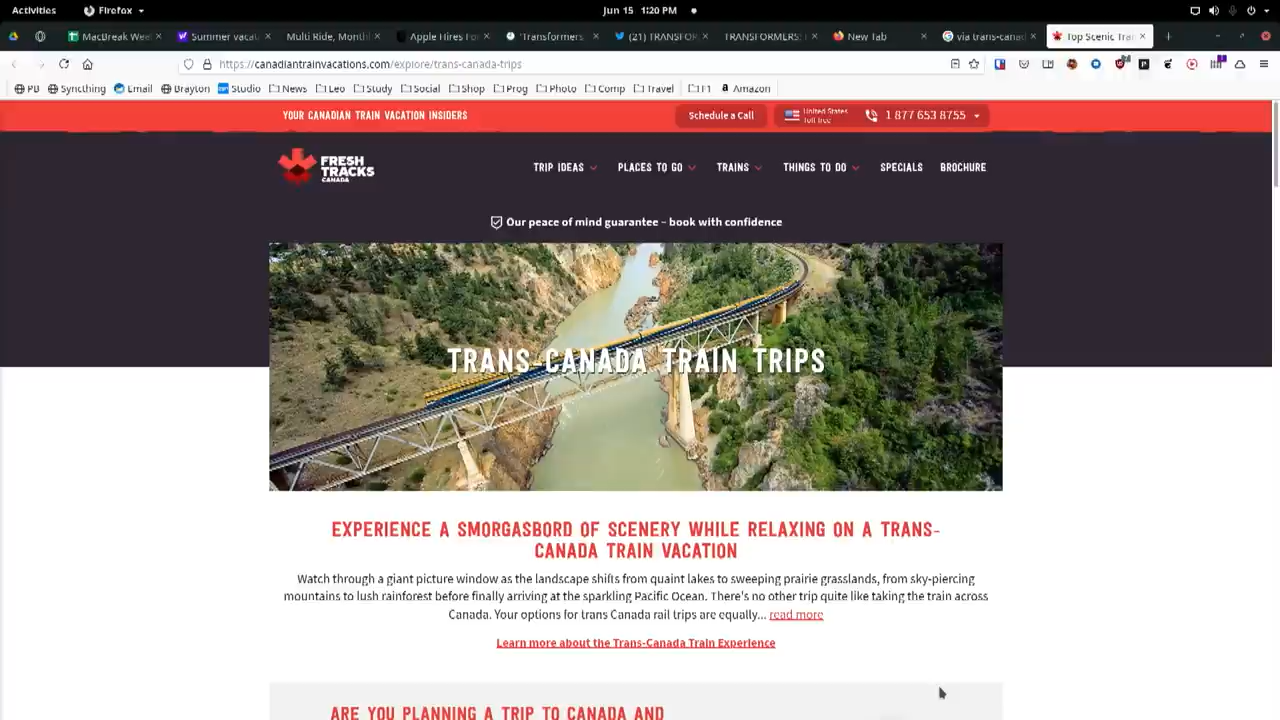 Activities
Firefox
Jun 15 1:20 PM
MacBreak Wee
Summer vacat
Multi Ride, Monthl
Apple Hires Fo
'Transformers
(21) TRANSFOR
TRANSFORMERS:
New Tab
via trans-canad
Top Scenic Tran
https://canadiantrainvacations.com/explore/trans-canada-trips
PB
Syncthing
Email
Brayton
Studio
News
Leo
Study
Social
Shop
Prog
Photo
Comp
Travel
F1
Amazon
YOUR CANADIAN TRAIN VACATION INSIDERS
Schedule a Call
United States
Toll free
1 877 653 8755
FRESH
TRACKS
CANADA
TRIP IDEAS
PLACES TO GO
TRAINS
THINGS TO DO
SPECIALS
BROCHURE
Our peace of mind guarantee – book with confidence
TRANS-CANADA TRAIN TRIPS
EXPERIENCE A SMORGASBORD OF SCENERY WHILE RELAXING ON A TRANS-
CANADA TRAIN VACATION
Watch through a giant picture window as the landscape shifts from quaint lakes to sweeping prairie grasslands, from sky-piercing
mountains to lush rainforest before finally arriving at the sparkling Pacific Ocean. There's no other trip quite like taking the train across
Canada. Your options for trans Canada rail trips are equally... read more
Learn more about the Trans-Canada Train Experience
ARE YOU PLANNING A TRIP TO CANADA AND